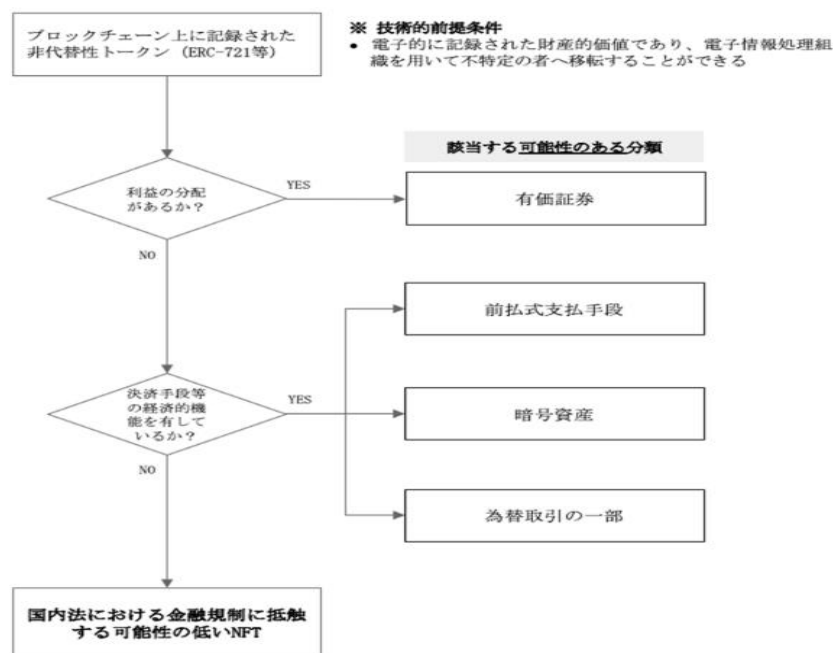 ブロックチェーン上に記録された
非代替性トークン (ERC-721等)
※ 技術的前提条件
• 電子的に記録された財産的価値であり、電子情報処理組
織を用いて不特定の者へ移転することができる
該当する可能性のある分類
利益の分配
があるか？
YES
有価証券
NO
前払式支払手段
決済手段等
の経済的機
能を有して
いるか？
YES
暗号資産
NO
為替取引の一部
国内法における金融規制に抵触
する可能性の低いNFT